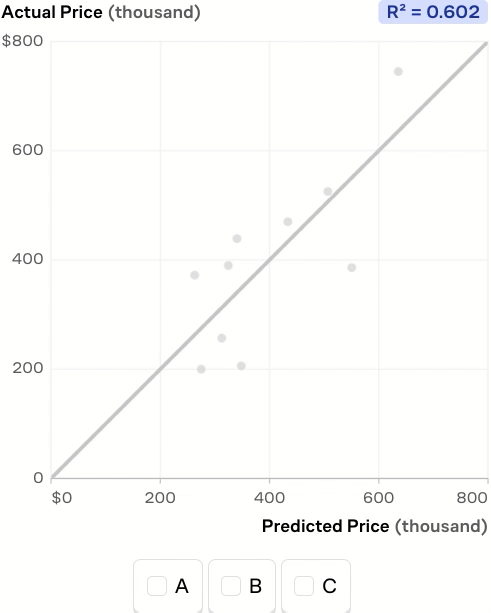 Actual Price (thousand)
R² = 0.602
$800
600
400
200
0
$0 200 400 600 800
Predicted Price (thousand)
A B C